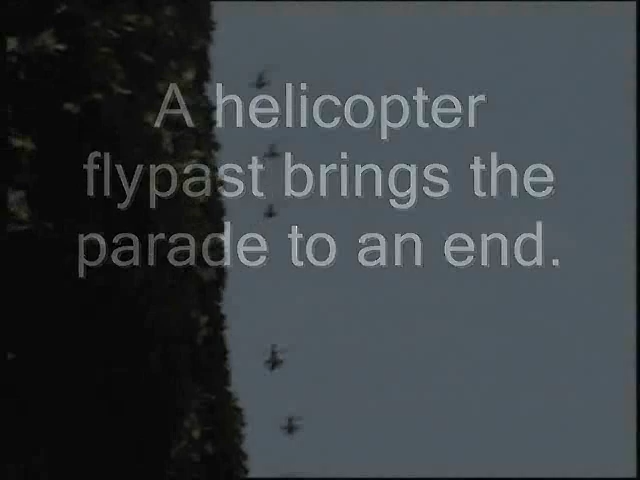 A helicopter
flypast brings the
parade to an end.